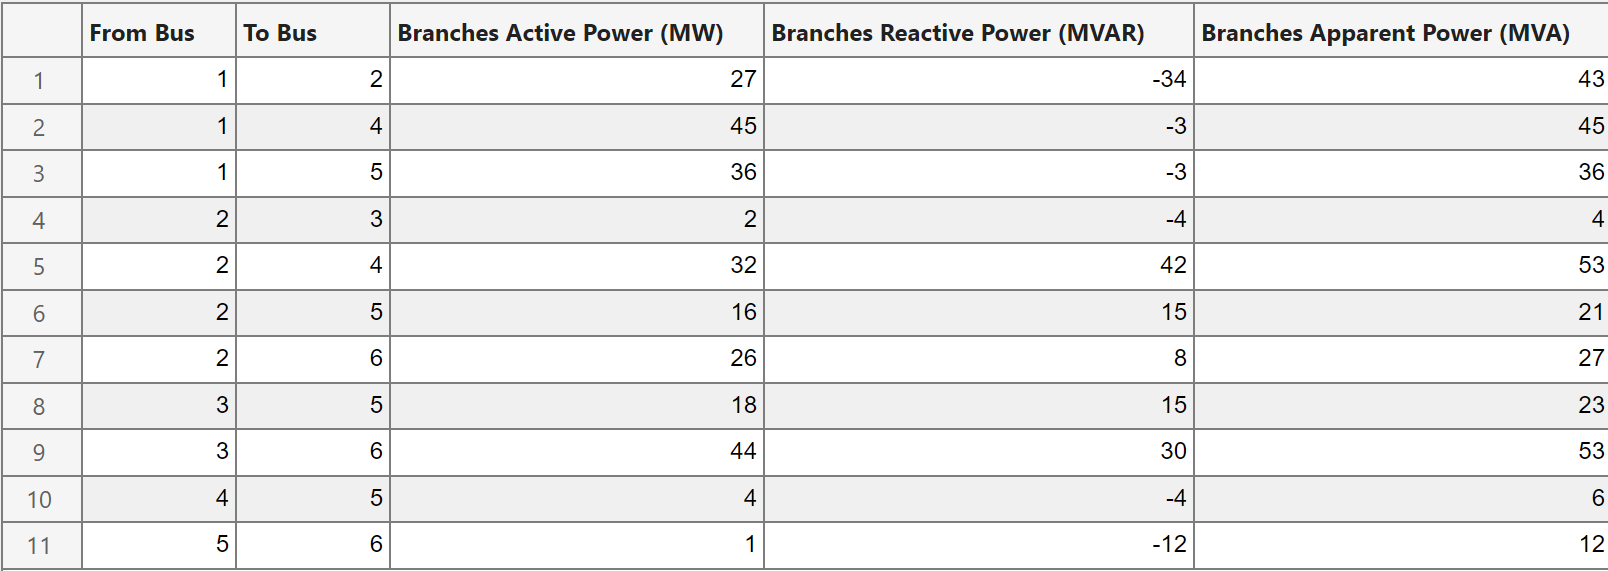 From Bus To Bus Branches Active Power (MW) Branches Reactive Power (MVAR) Branches Apparent Power (MVA)
1 1 2 27 -34 43
2 1 4 45 -3 45
3 1 5 36 -3 36
4 2 3 2 -4 4
5 2 4 32 42 53
6 2 5 16 15 21
7 2 6 26 8 27
8 3 5 18 15 23
9 3 6 44 30 53
10 4 5 4 -4 6
11 5 6 1 -12 12